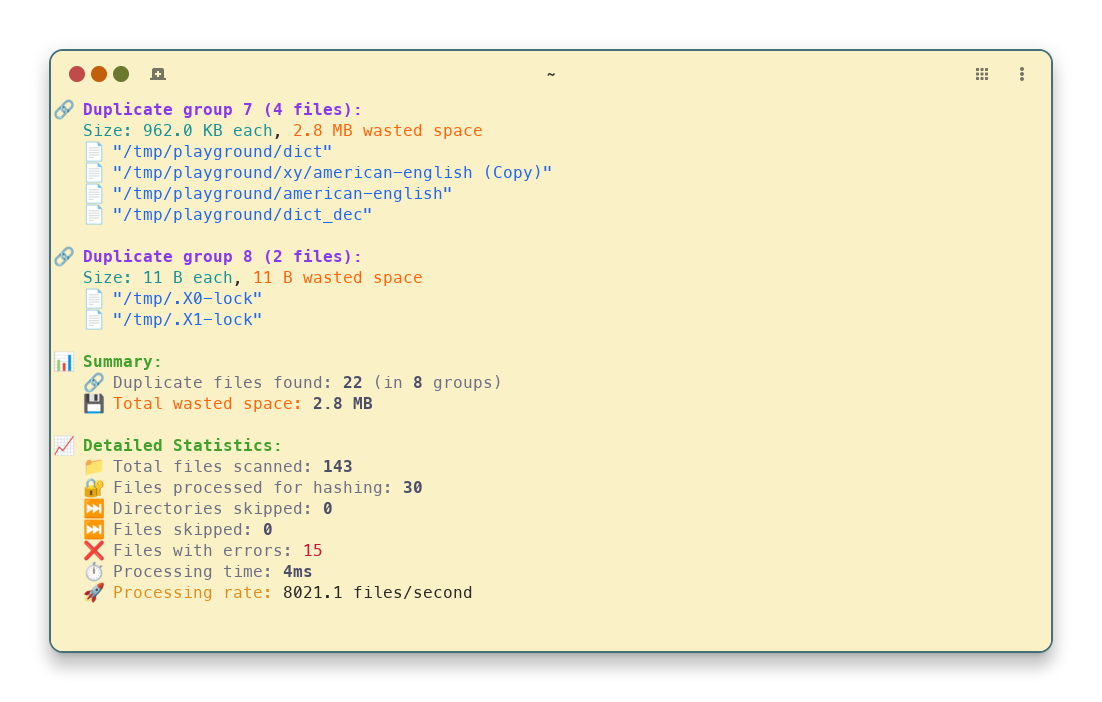 ~
🔗 Duplicate group 7 (4 files):
Size: 962.0 KB each, 2.8 MB wasted space
📄 "/tmp/playground/dict"
📄 "/tmp/playground/xy/american-english (Copy)"
📄 "/tmp/playground/american-english"
📄 "/tmp/playground/dict_dec"
🔗 Duplicate group 8 (2 files):
Size: 11 B each, 11 B wasted space
📄 "/tmp/.X0-lock"
📄 "/tmp/.X1-lock"
📊 Summary:
🔗 Duplicate files found: 22 (in 8 groups)
💾 Total wasted space: 2.8 MB
📈 Detailed Statistics:
📁 Total files scanned: 143
🔐 Files processed for hashing: 30
⏭️ Directories skipped: 0
⏭️ Files skipped: 0
❌ Files with errors: 15
⏱️ Processing time: 4ms
🚀 Processing rate: 8021.1 files/second